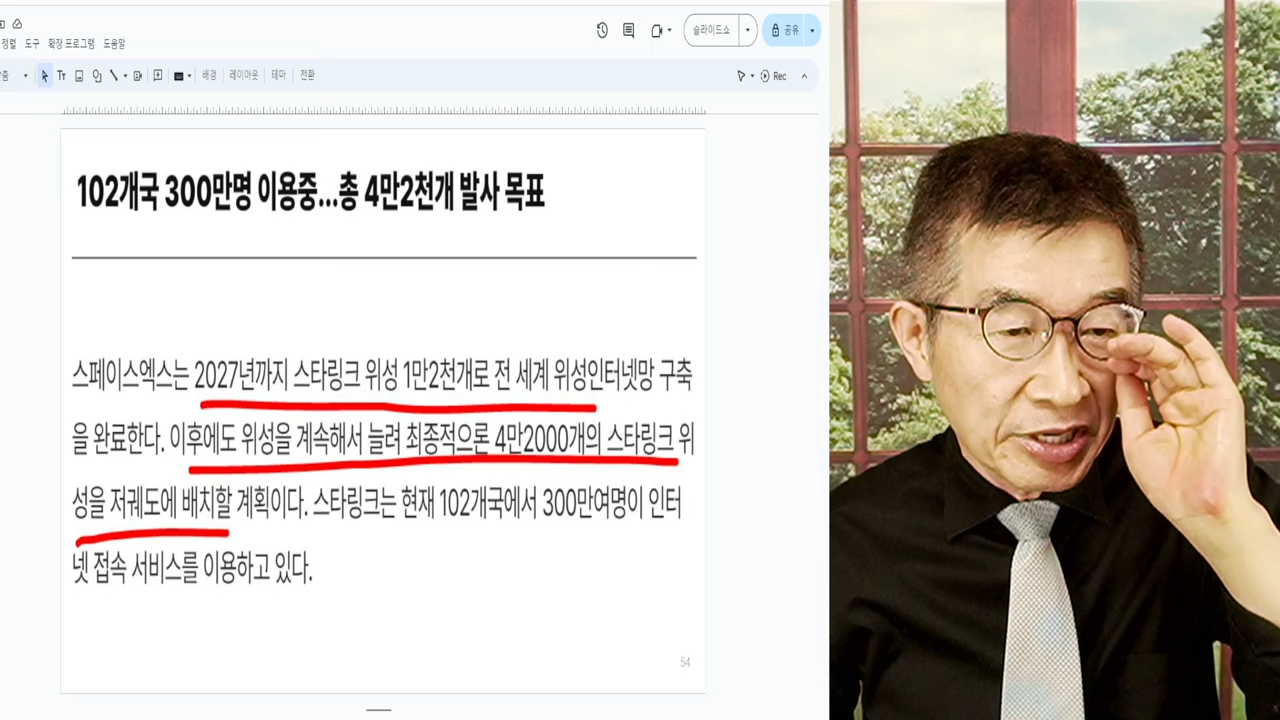 정렬 도구 확장 프로그램 도움말
슬라이드쇼
공유
Tт
배경 레이아웃 테마 전환
Rec
102개국 300만명 이용중...총 4만2천개 발사 목표
스페이스엑스는 2027년까지 스타링크 위성 1만2천개로 전 세계 위성인터넷망 구축
을 완료한다. 이후에도 위성을 계속해서 늘려 최종적으론 4만2000개의 스타링크 위
성을 저궤도에 배치할 계획이다. 스타링크는 현재 102개국에서 300만여명이 인터
넷 접속 서비스를 이용하고 있다.
54